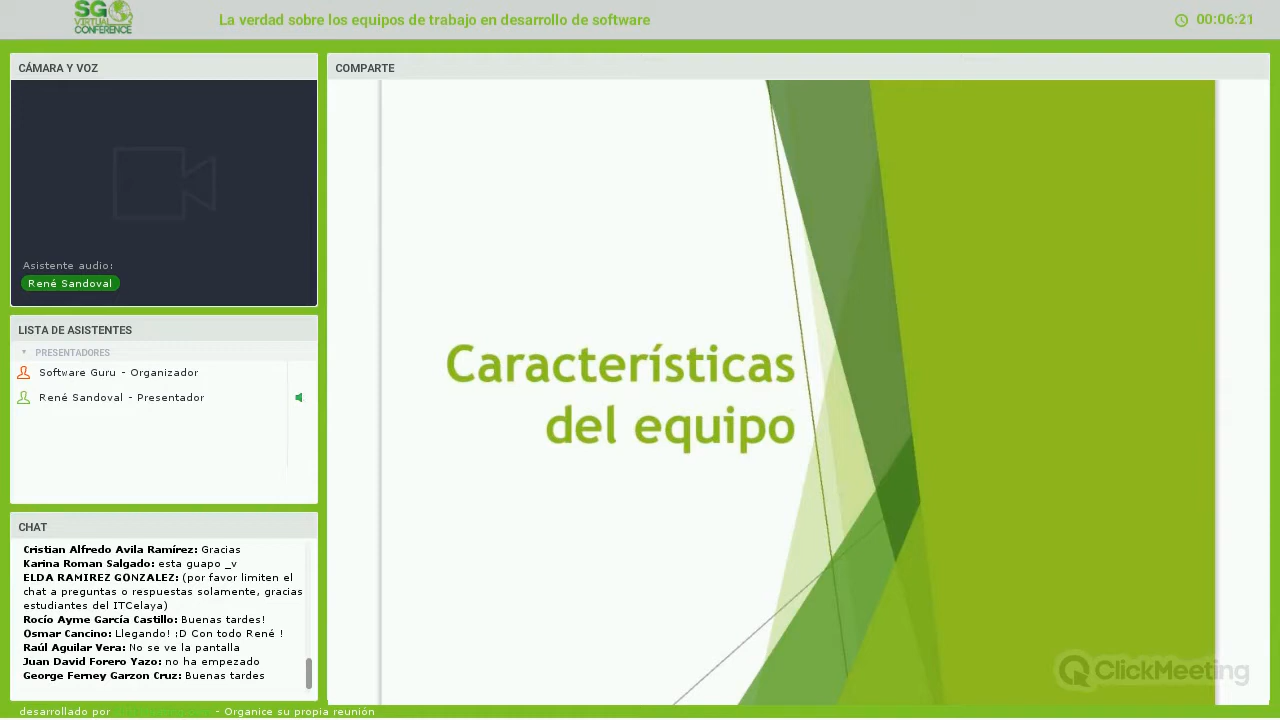 SG
VIRTUAL
CONFERENCE
La verdad sobre los equipos de trabajo en desarrollo de software
00:06:21
CÁMARA Y VOZ
Asistente audio:
René Sandoval
LISTA DE ASISTENTES
PRESENTADORES
Software Guru - Organizador
René Sandoval - Presentador
CHAT
Cristian Alfredo Avila Ramírez: Gracias
Karina Roman Salgado: esta guapo _v
ELDA RAMIREZ GONZALEZ: (por favor limiten el
chat a preguntas o respuestas solamente, gracias
estudiantes del ITCelaya)
Rocío Ayme García Castillo: Buenas tardes!
Osmar Cancino: Llegando! :D Con todo René !
Raúl Aguilar Vera: No se ve la pantalla
Juan David Forero Yazo: no ha empezado
George Ferney Garzon Cruz: Buenas tardes
desarrollado por - Organice su propia reunión
COMPARTE
Características
del equipo
ClickMeeting